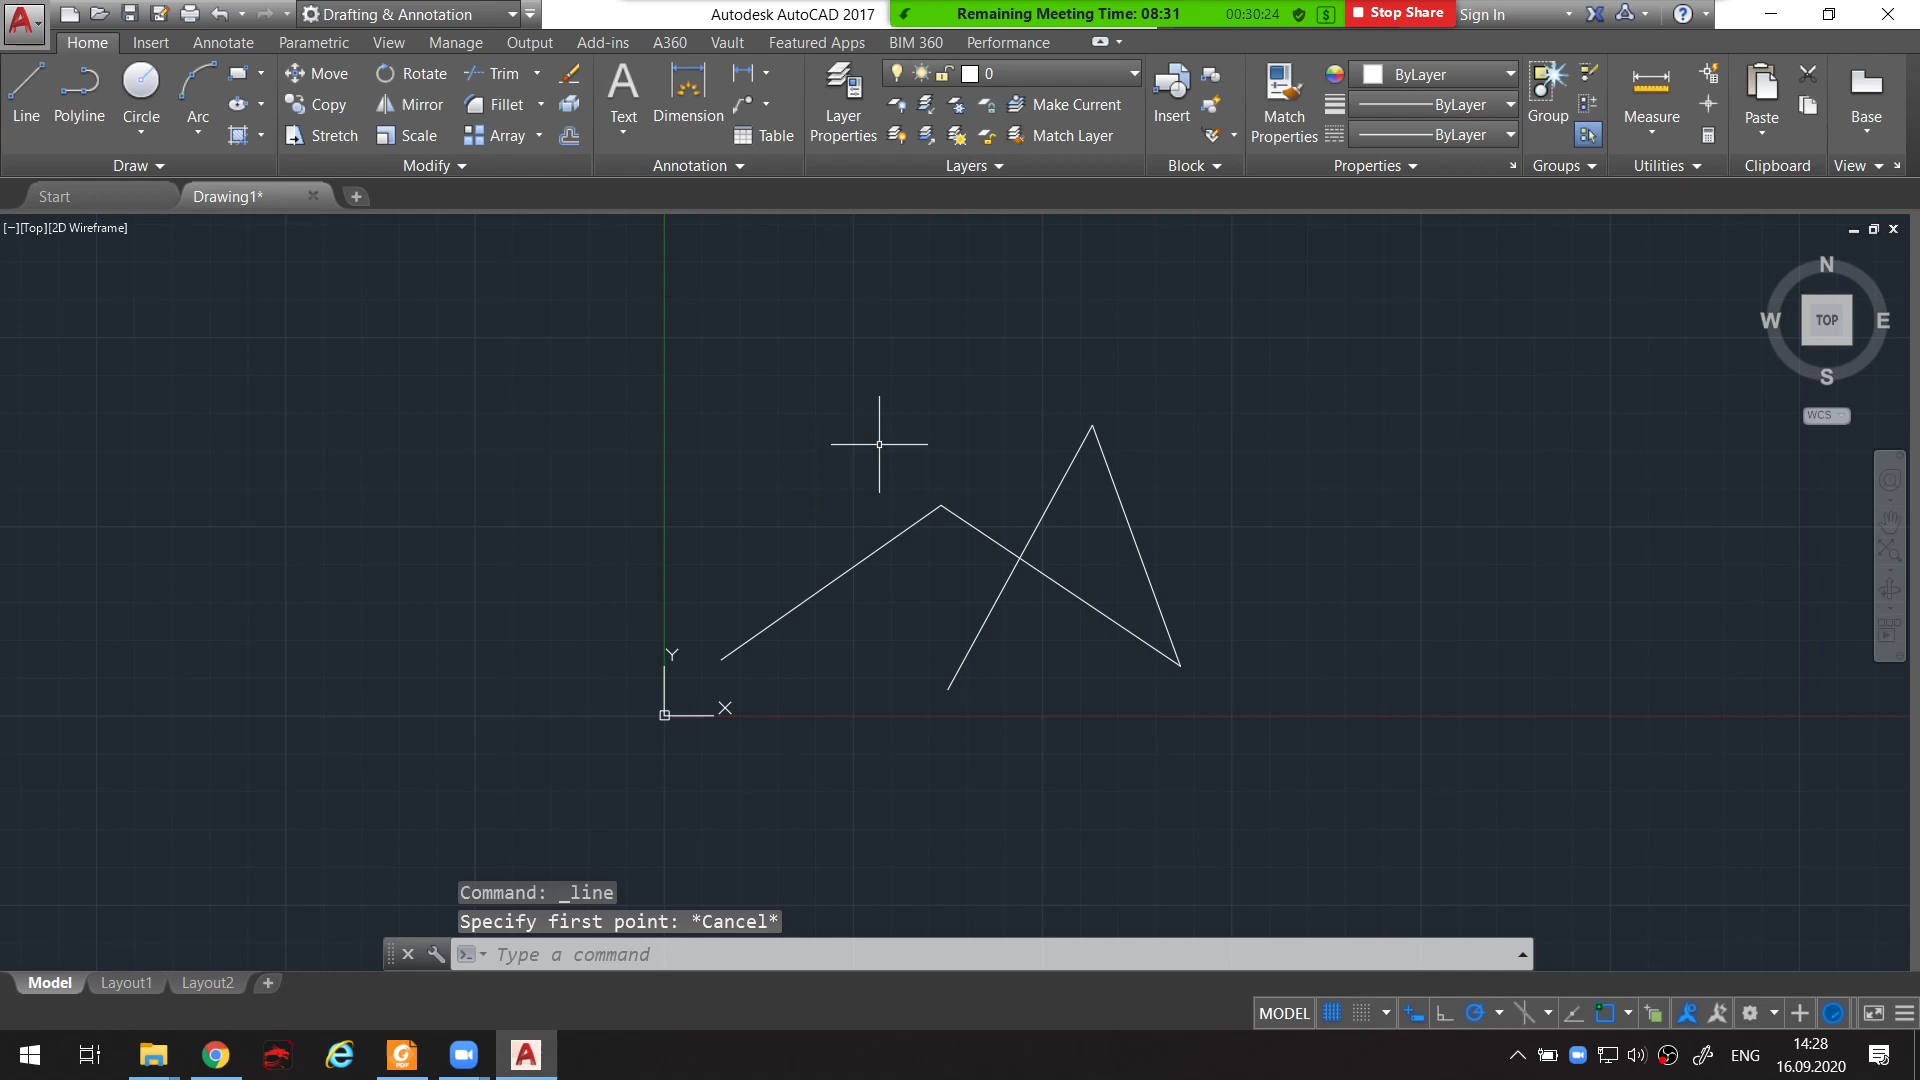 Drafting & Annotation
Autodesk AutoCAD 2017
Remaining Meeting Time: 08:31
00:30:24
Stop Share
Sign In
Home Insert Annotate Parametric View Manage Output Add-ins A360 Vault Featured Apps BIM 360 Performance
Line Polyline Circle Arc
Move Rotate Trim
Copy Mirror Fillet
Stretch Scale Array
Text Dimension Table
Layer Properties
0
Make Current
Match Layer
Insert
Match Properties
ByLayer
ByLayer
ByLayer
Group
Measure
Paste
Base
Draw Modify Annotation Layers Block Properties Groups Utilities Clipboard View
Start Drawing1*
[−][Top][2D Wireframe]
N
W TOP E
S
WCS
Y
X
Command: _line
Specify first point: *Cancel*
Type a command
Model Layout1 Layout2
MODEL
ENG
14:28
16.09.2020